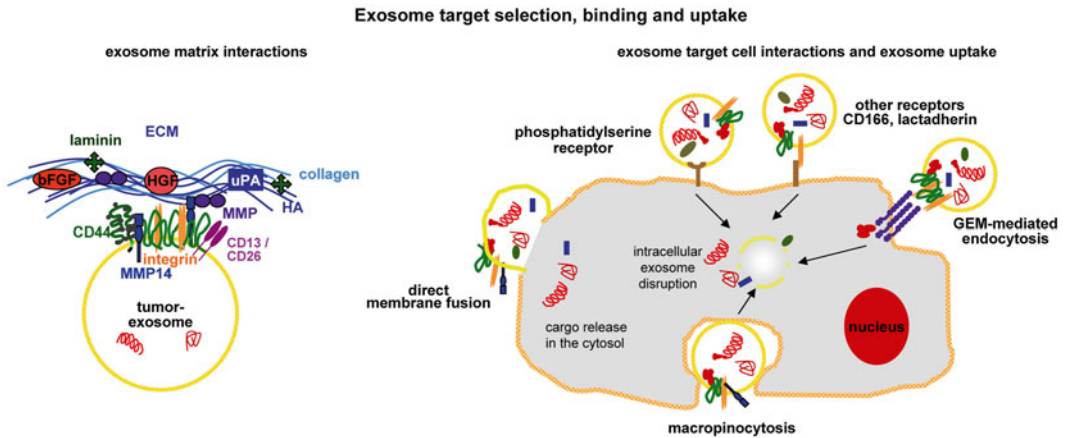 Exosome target selection, binding and uptake
exosome matrix interactions
ECM
laminin
bFGF
HGF
uPA
collagen
HA
MMP
CD44
CD13 /
CD26
integrin
MMP14
tumor-
exosome
exosome target cell interactions and exosome uptake
phosphatidylserine
receptor
other receptors
CD166, lactadherin
GEM-mediated
endocytosis
direct
membrane fusion
intracellular
exosome
disruption
cargo release
in the cytosol
nucleus
macropinocytosis